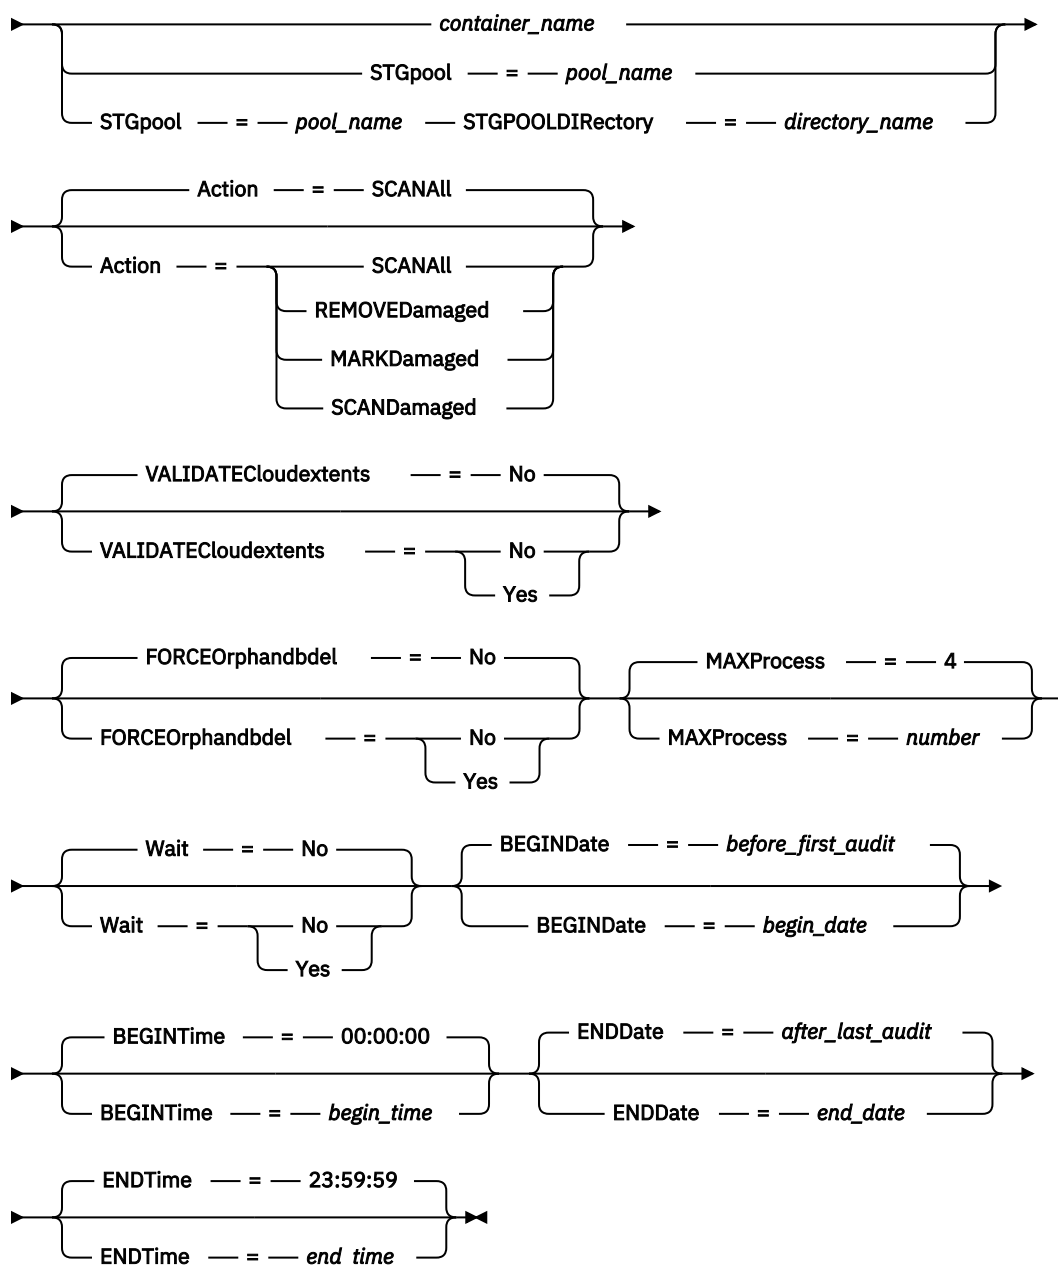 container_name
STGpool = pool_name
STGpool = pool_name STGPOOLDIRectory = directory_name
Action = SCANAll
Action = SCANAll
REMOVEDamaged
MARKDamaged
SCANDamaged
VALIDATECloudextents = No
VALIDATECloudextents = No
Yes
FORCEOrphandbdel = No MAXProcess = 4
FORCEOrphandbdel = No MAXProcess = number
Yes
Wait = No BEGINDate = before_first_audit
Wait = No BEGINDate = begin_date
Yes
BEGINTime = 00:00:00 ENDDate = after_last_audit
BEGINTime = begin_time ENDDate = end_date
ENDTime = 23:59:59
ENDTime = end_time